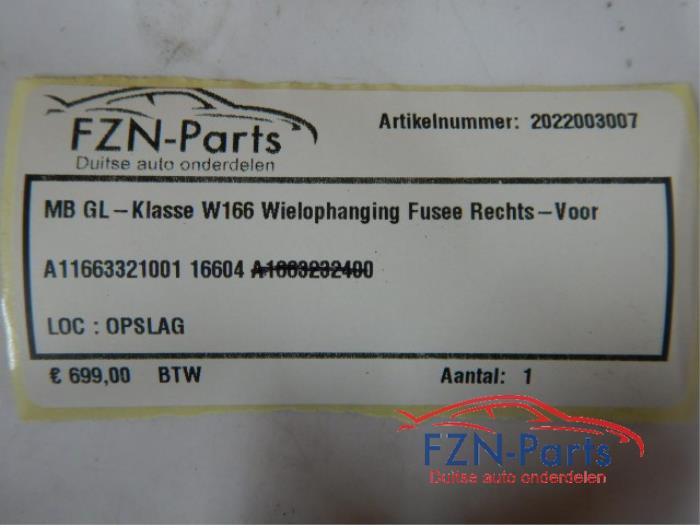 FZN-Parts
Duitse auto onderdelen
Artikelnummer: 2022003007
MB GL-Klasse W166 Wielophanging Fusee Rechts-Voor
A11663321001 16604 A1663232400
LOC : OPSLAG
€ 699,00 BTW
Aantal: 1
FZN-Parts
Duitse auto onderdelen